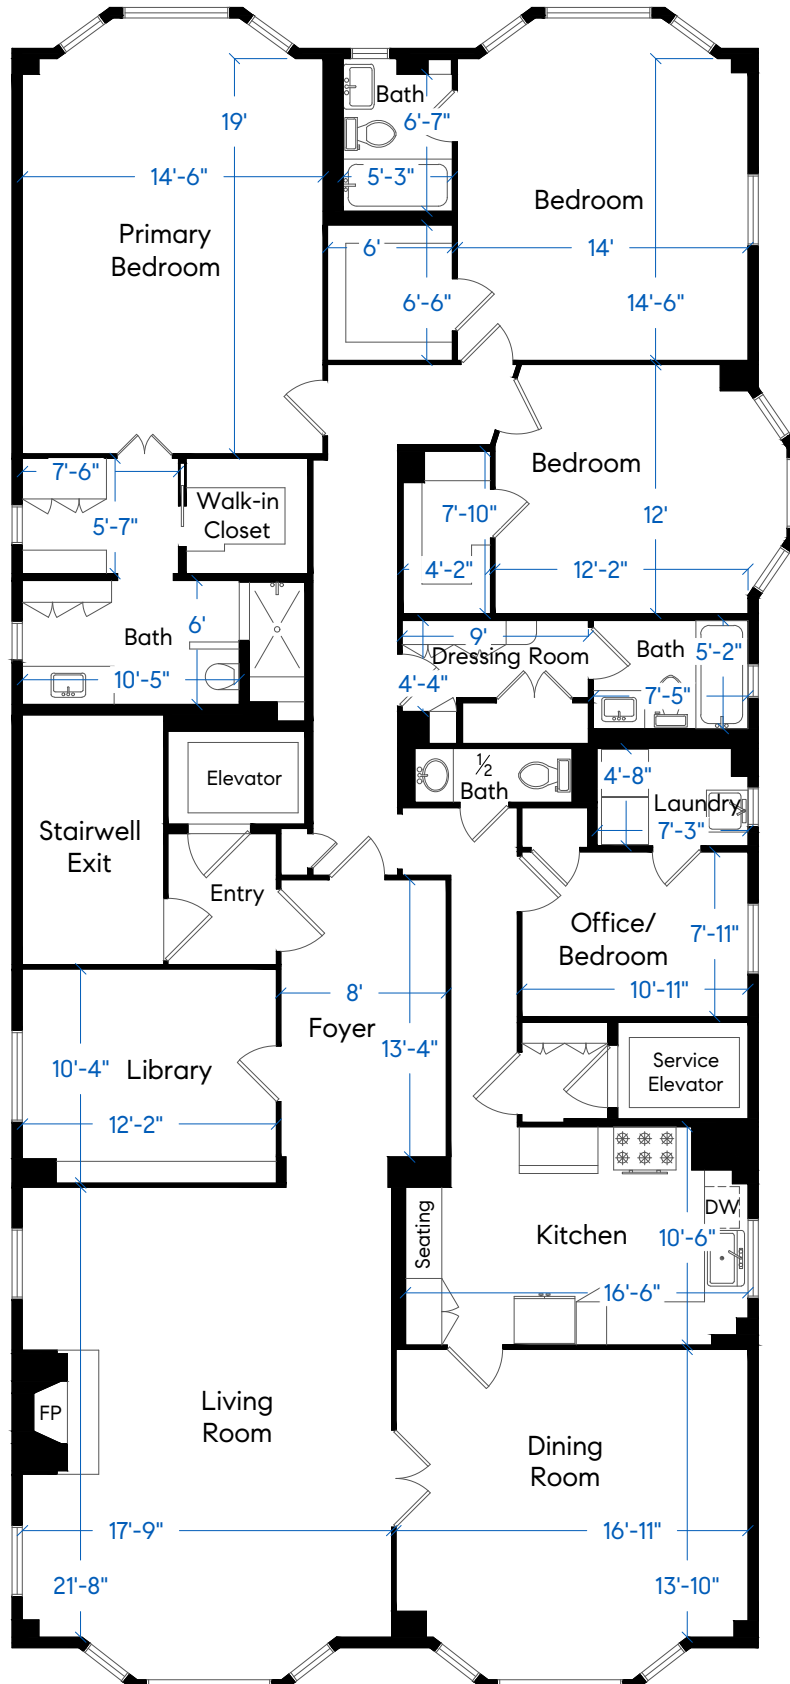 19'
Bath
6'-7"
14'-6"
5'-3"
Bedroom
Primary
Bedroom
6'
14'
6'-6"
14'-6"
Bedroom
7'-6"
Walk-in
Closet
5'-7"
7'-10"
12'
4'-2"
12'-2"
Bath
6'
9'
Bath
5'-2"
Dressing Room
10'-5"
4'-4"
7'-5"
Elevator
½
Bath
4'-8"
Laundry
7'-3"
Stairwell
Exit
Entry
Office/
Bedroom
7'-11"
8'
10'-11"
Foyer
13'-4"
10'-4"
Library
Service
Elevator
12'-2"
DW
Seating
Kitchen
10'-6"
16'-6"
Living
Room
FP
Dining
Room
17'-9"
16'-11"
21'-8"
13'-10"